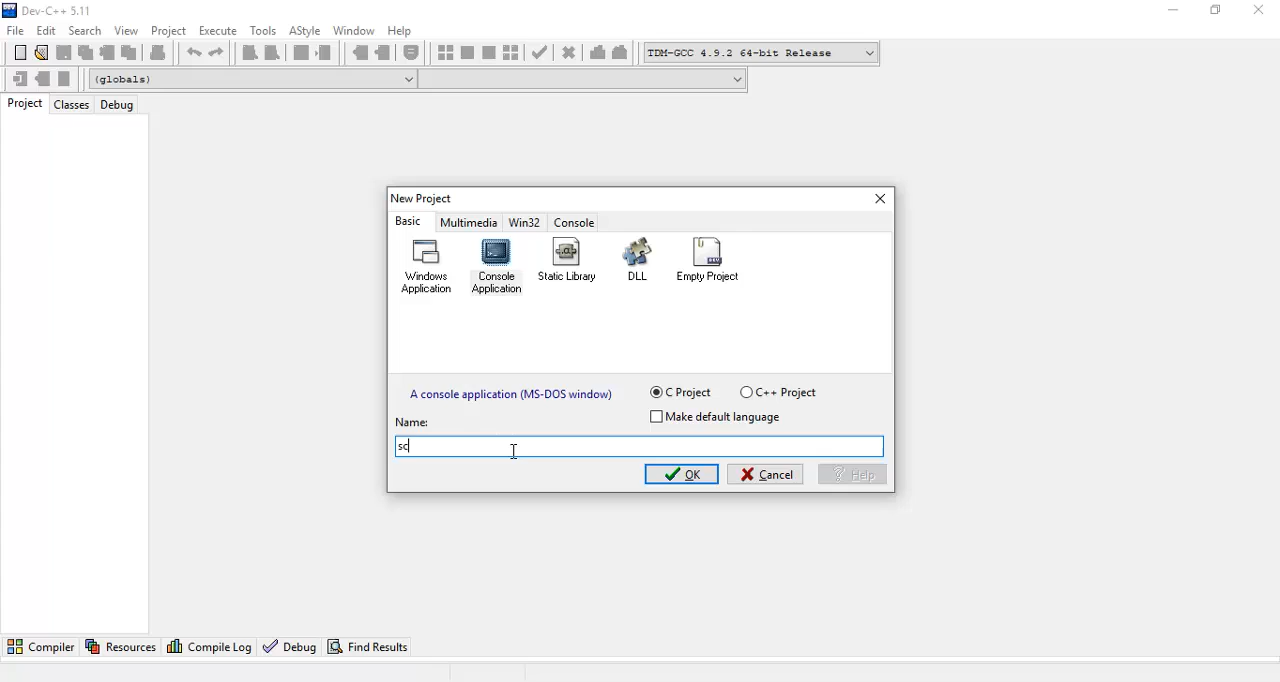 Dev-C++ 5.11
File Edit Search View Project Execute Tools AStyle Window Help
TDM-GCC 4.9.2 64-bit Release
(globals)
Project Classes Debug
New Project
Basic Multimedia Win32 Console
Windows Application
Console Application
Static Library
DLL
Empty Project
A console application (MS-DOS window)
C Project C++ Project
Make default language
Name:
sc
OK Cancel Help
Compiler Resources Compile Log Debug Find Results